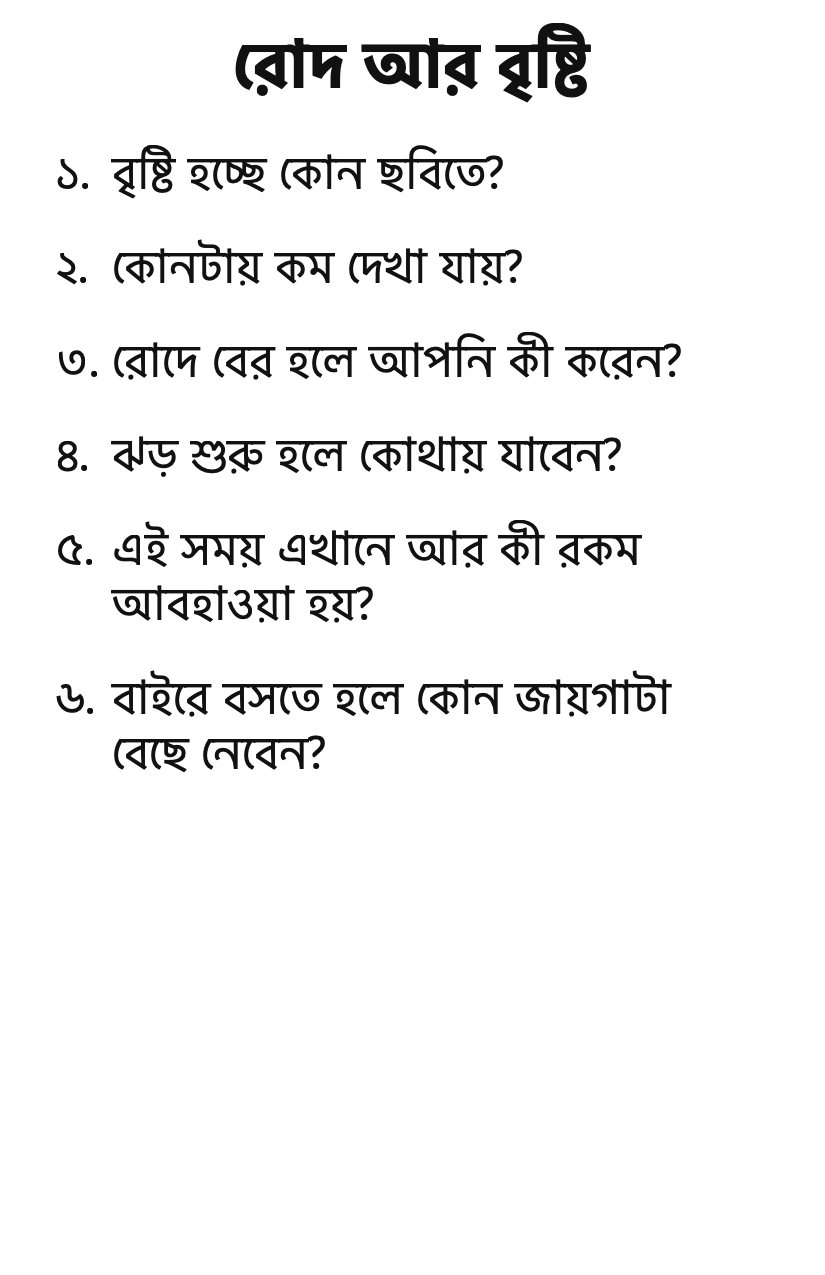 রোদ আর বৃষ্টি
১. বৃষ্টি হচ্ছে কোন ছবিতে?
২. কোনটায় কম দেখা যায়?
৩. রোদে বের হলে আপনি কী করেন?
৪. ঝড় শুরু হলে কোথায় যাবেন?
৫. এই সময় এখানে আর কী রকম
আবহাওয়া হয়?
৬. বাইরে বসতে হলে কোন জায়গাটা
বেছে নেবেন?